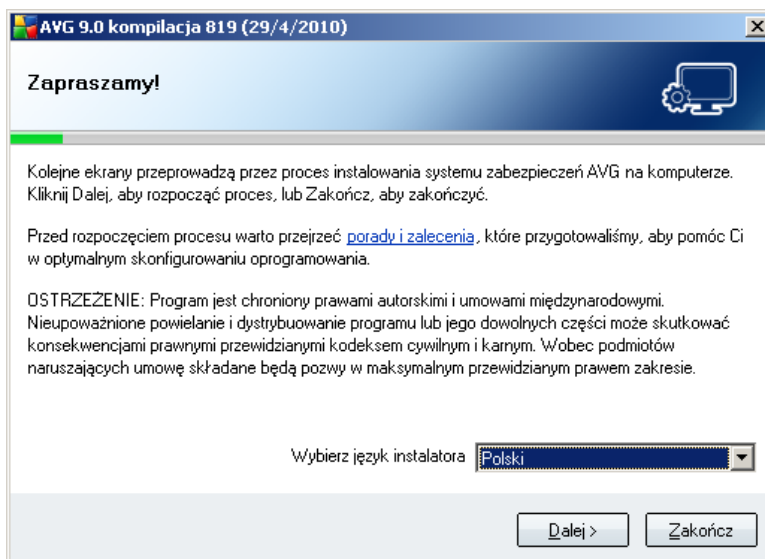 AVG 9.0 kompilacja 819 (29/4/2010)
Zapraszamy!
Kolejne ekrany przeprowadzą przez proces instalowania systemu zabezpieczeń AVG na komputerze.
Kliknij Dalej, aby rozpocząć proces, lub Zakończ, aby zakończyć.
Przed rozpoczęciem procesu warto przejrzeć porady i zalecenia, które przygotowaliśmy, aby pomóc Ci
w optymalnym skonfigurowaniu oprogramowania.
OSTRZEŻENIE: Program jest chroniony prawami autorskimi i umowami międzynarodowymi.
Nieupoważnione powielanie i dystrybuowanie programu lub jego dowolnych części może skutkować
konsekwencjami prawnymi przewidzianymi kodeksem cywilnym i karnym. Wobec podmiotów
naruszających umowę składane będą pozwy w maksymalnym przewidzianym prawem zakresie.
Wybierz język instalatora Polski
Dalej > Zakończ